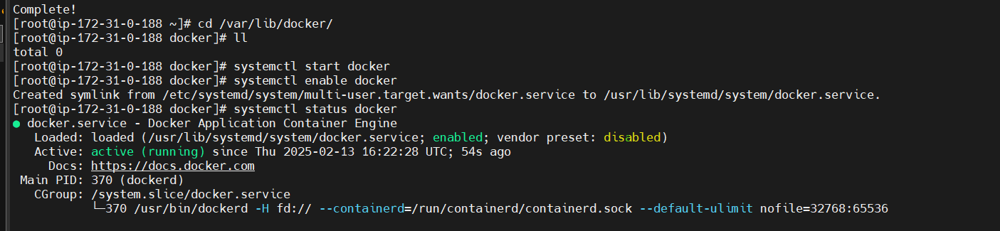 Complete!
[root@ip-172-31-0-188 ~]# cd /var/lib/docker/
[root@ip-172-31-0-188 docker]# ll
total 0
[root@ip-172-31-0-188 docker]# systemctl start docker
[root@ip-172-31-0-188 docker]# systemctl enable docker
Created symlink from /etc/systemd/system/multi-user.target.wants/docker.service to /usr/lib/systemd/system/docker.service.
[root@ip-172-31-0-188 docker]# systemctl status docker
● docker.service - Docker Application Container Engine
   Loaded: loaded (/usr/lib/systemd/system/docker.service; enabled; vendor preset: disabled)
   Active: active (running) since Thu 2025-02-13 16:22:28 UTC; 54s ago
     Docs: https://docs.docker.com
 Main PID: 370 (dockerd)
   CGroup: /system.slice/docker.service
           └─370 /usr/bin/dockerd -H fd:// --containerd=/run/containerd/containerd.sock --default-ulimit nofile=32768:65536